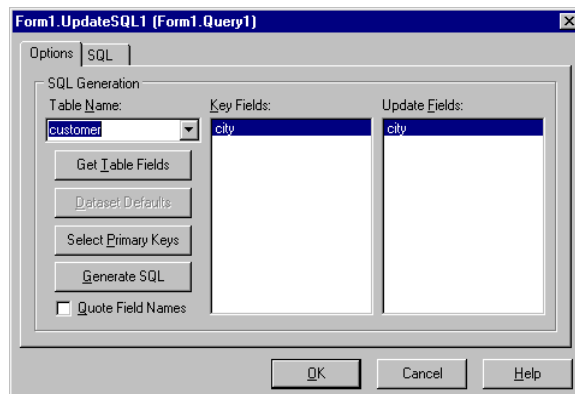 Form1.UpdateSQL1 (Form1.Query1)
Options
SQL
SQL Generation
Table Name:
Key Fields:
Update Fields:
customer
city
city
Get Table Fields
Dataset Defaults
Select Primary Keys
Generate SQL
Quote Field Names
OK
Cancel
Help